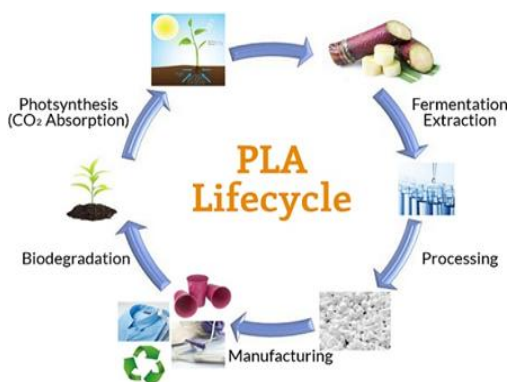 PLA
Lifecycle
Photsynthesis
(CO₂ Absorption)
Fermentation
Extraction
Processing
Manufacturing
Biodegradation